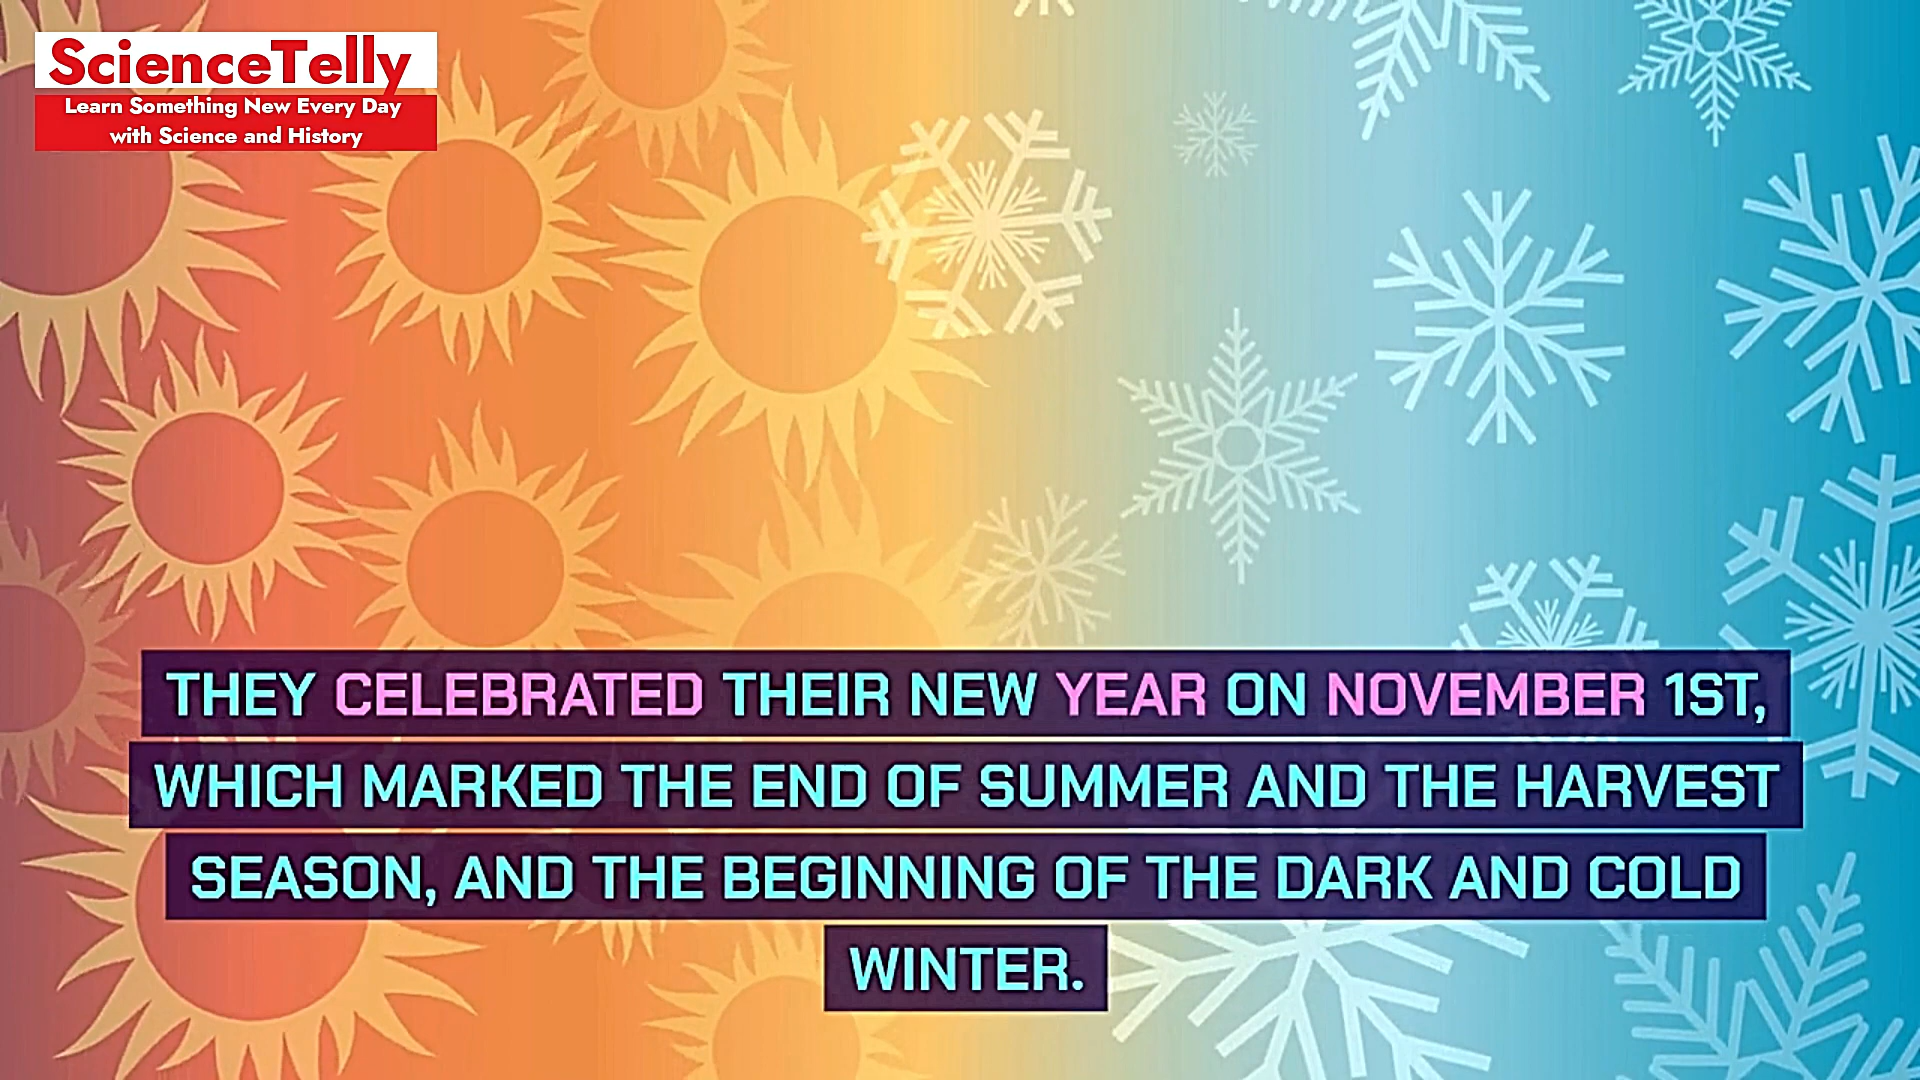 ScienceTelly
Learn Something New Every Day
with Science and History
THEY CELEBRATED THEIR NEW YEAR ON NOVEMBER 1ST,
WHICH MARKED THE END OF SUMMER AND THE HARVEST
SEASON, AND THE BEGINNING OF THE DARK AND COLD
WINTER.